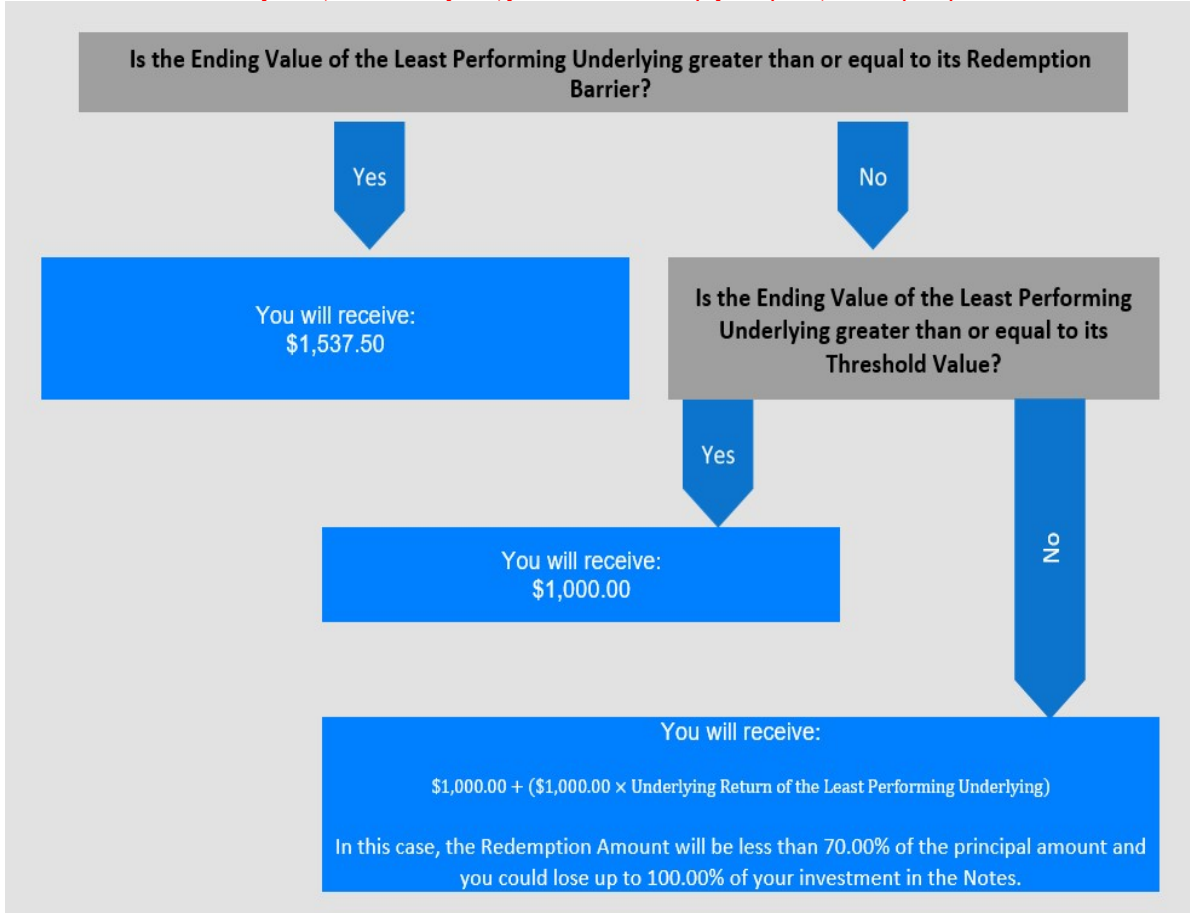 Is the Ending Value of the Least Performing Underlying greater than or equal to its Redemption
Barrier?
Yes
No
You will receive:
$1,537.50
Is the Ending Value of the Least Performing
Underlying greater than or equal to its
Threshold Value?
Yes
No
You will receive:
$1,000.00
You will receive:
$1,000.00 + ($1,000.00 × Underlying Return of the Least Performing Underlying)
In this case, the Redemption Amount will be less than 70.00% of the principal amount and
you could lose up to 100.00% of your investment in the Notes.